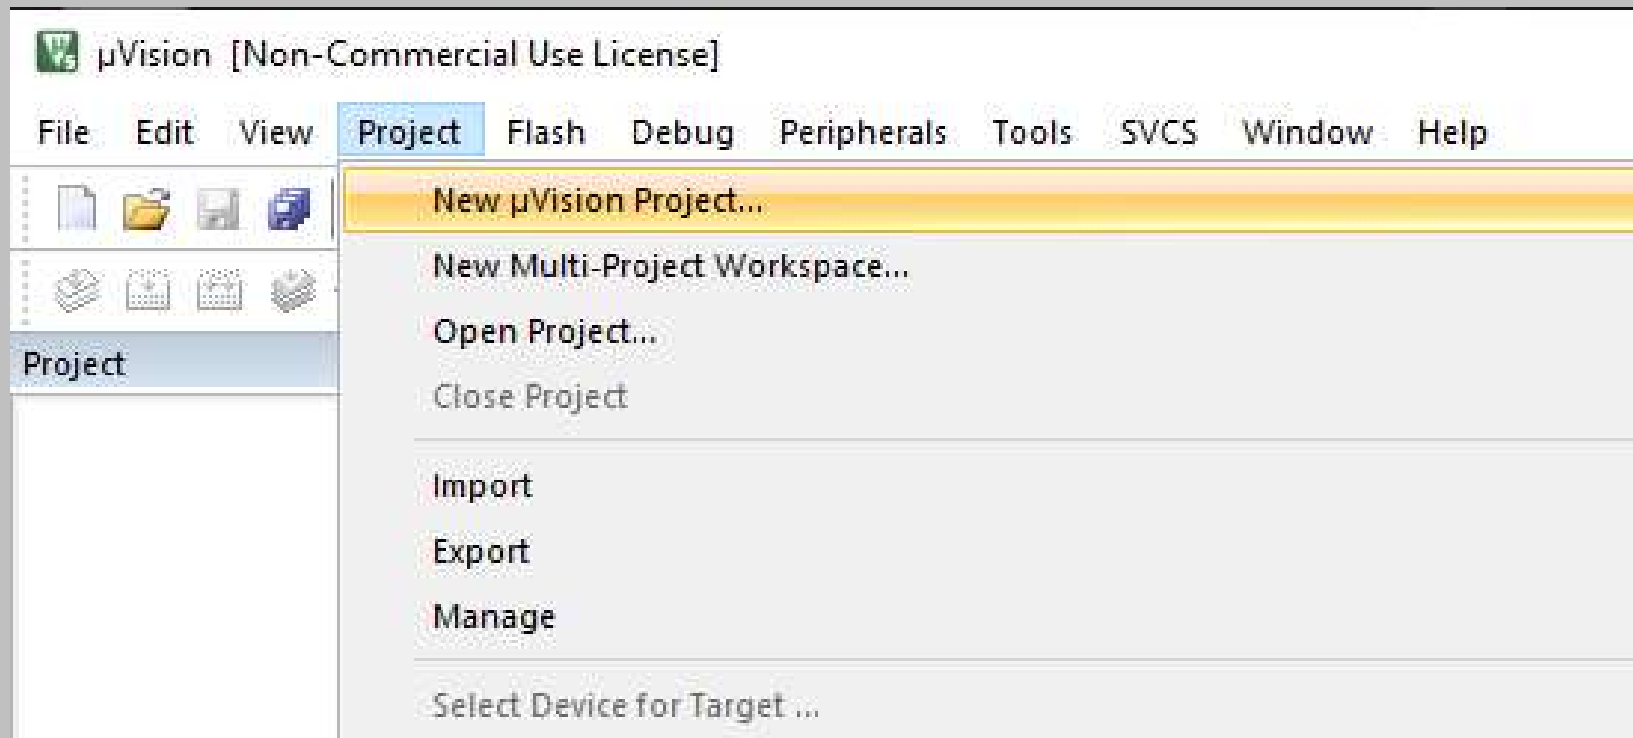 µVision [Non-Commercial Use License]
File Edit View Project Flash Debug Peripherals Tools SVCS Window Help
New µVision Project...
New Multi-Project Workspace...
Open Project...
Project
Close Project
Import
Export
Manage
Select Device for Target ...